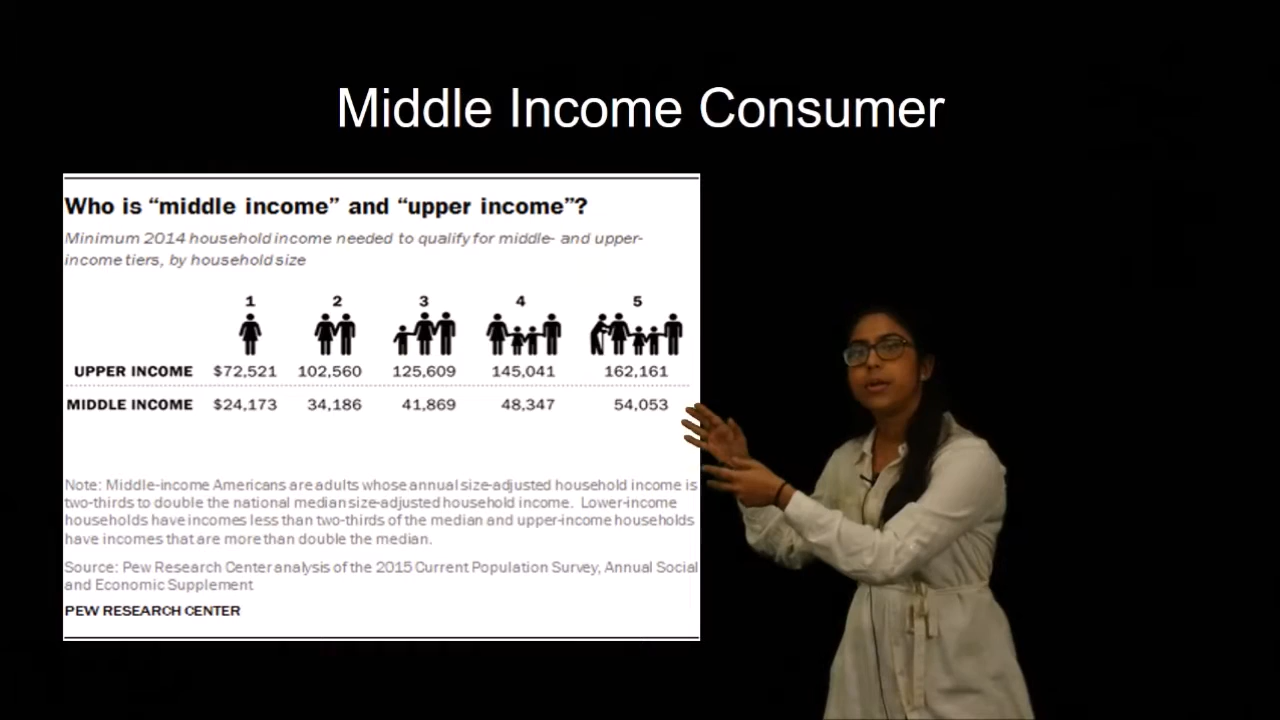 Middle Income Consumer
Who is “middle income” and “upper income”?
Minimum 2014 household income needed to qualify for middle- and upper-
income tiers, by household size
1 2 3 4 5
UPPER INCOME $72,521 102,560 125,609 145,041 162,161
MIDDLE INCOME $24,173 34,186 41,869 48,347 54,053
Note: Middle-income Americans are adults whose annual size-adjusted household income is
two-thirds to double the national median size-adjusted household income. Lower-income
households have incomes less than two-thirds of the median and upper-income households
have incomes that are more than double the median.
Source: Pew Research Center analysis of the 2015 Current Population Survey, Annual Social
and Economic Supplement
PEW RESEARCH CENTER